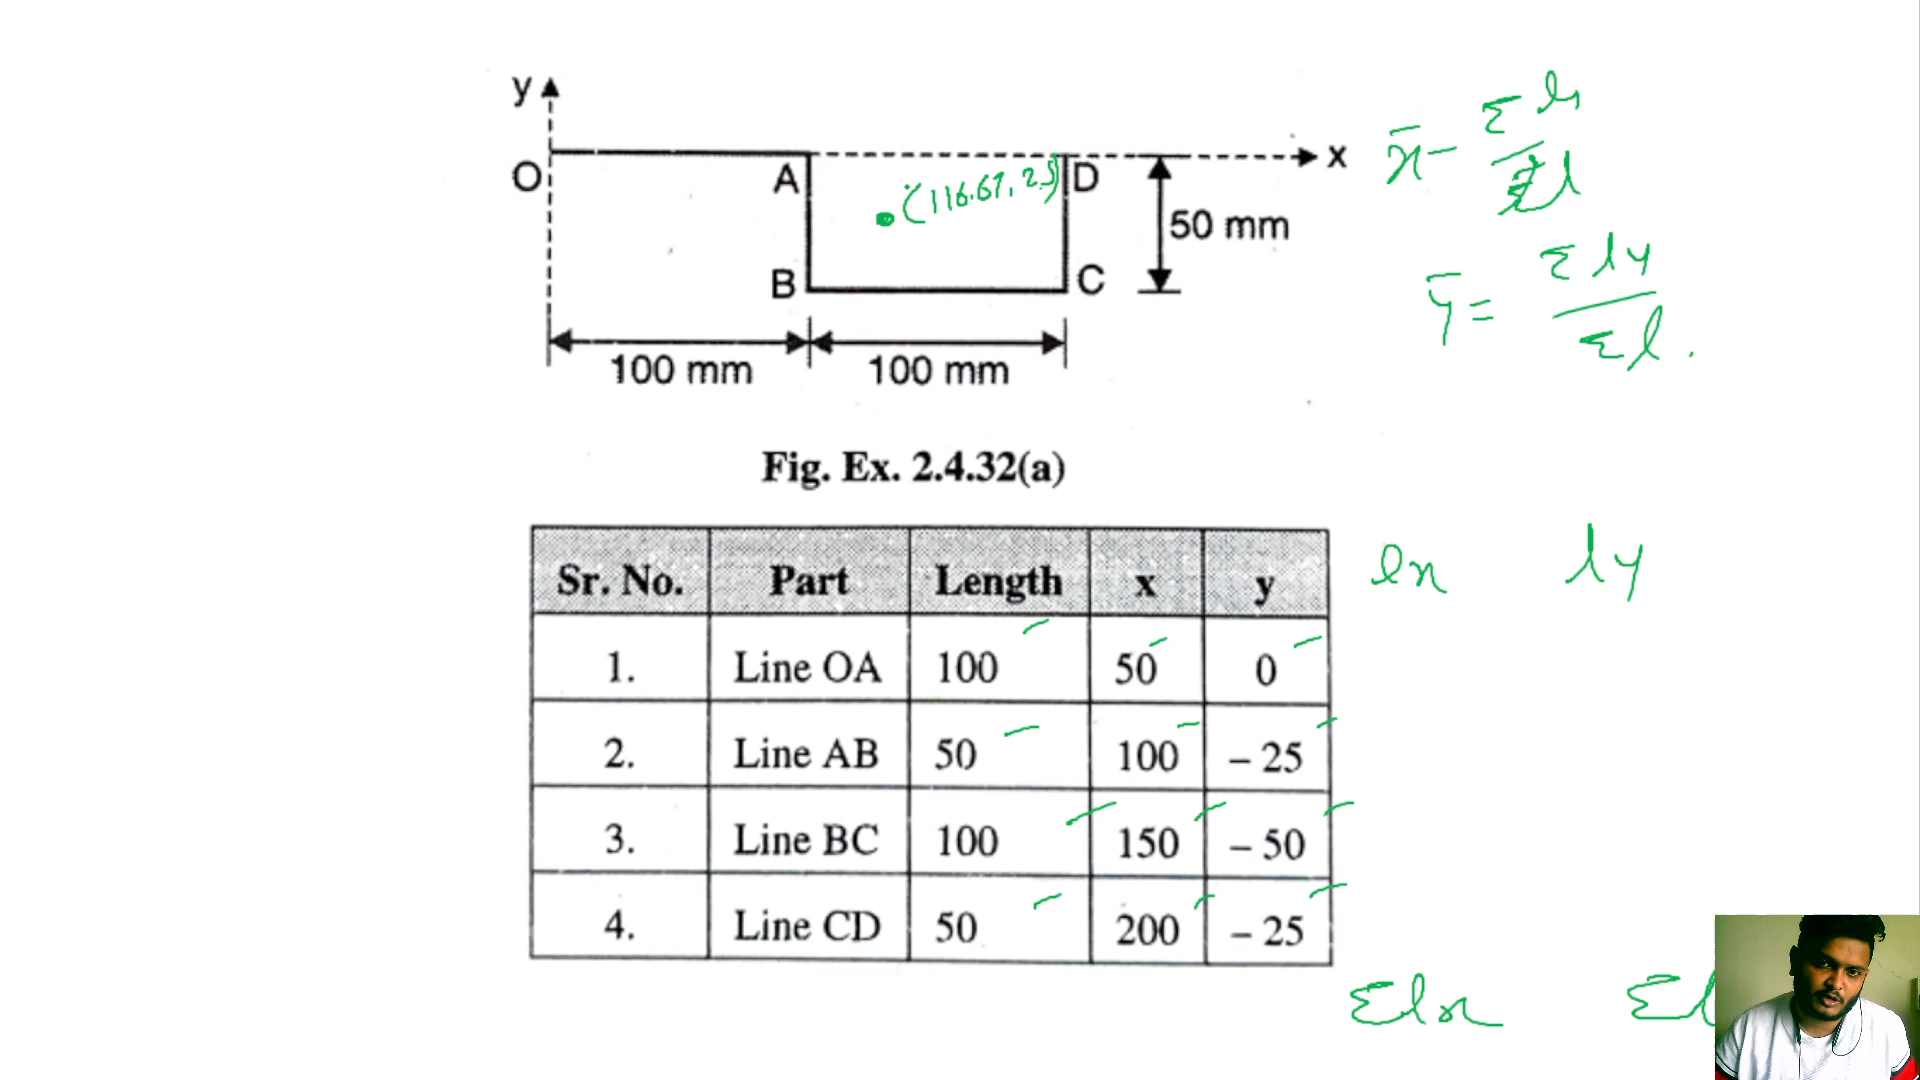 y
O A D x
(116.67, 25)
50 mm
B C
100 mm 100 mm
x̄ - Σlx
Σl
ȳ = Σly
Σl.
Fig. Ex. 2.4.32(a)
Sr. No. Part Length x y lx ly
1. Line OA 100 50 0
2. Line AB 50 100 – 25
3. Line BC 100 150 – 50
4. Line CD 50 200 – 25
Σlx Σl